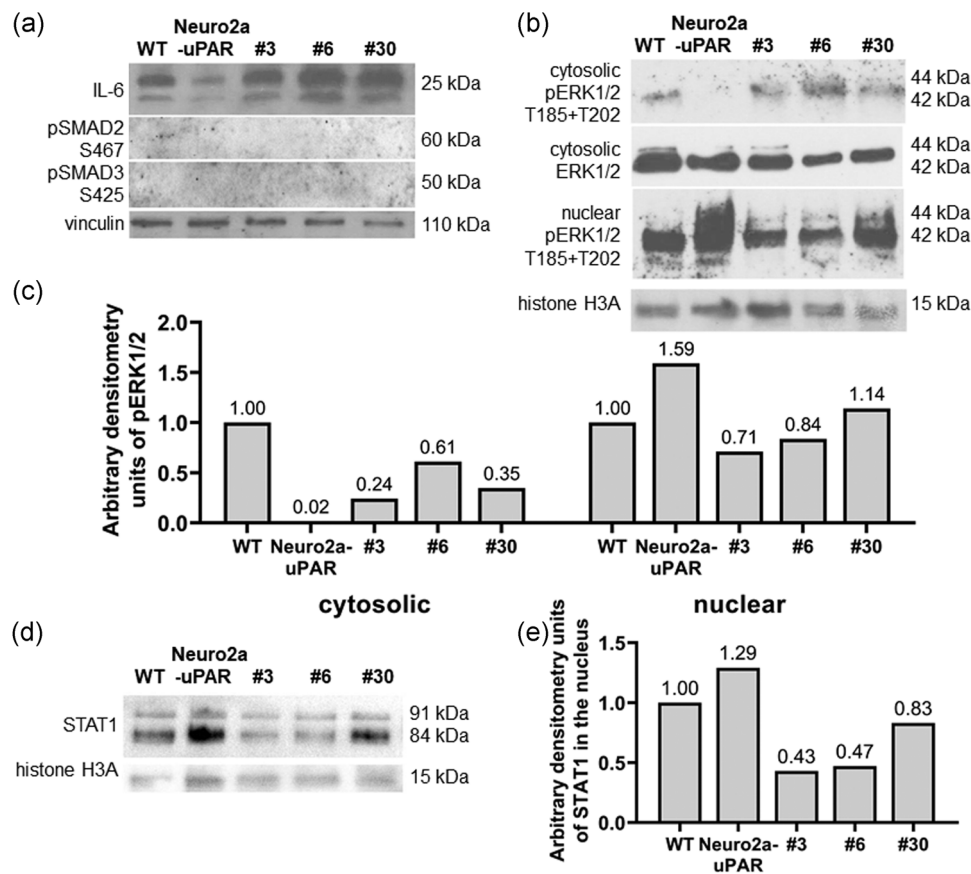 (a)
Neuro2a
WT -uPAR #3 #6 #30
IL-6
25 kDa
pSMAD2
S467
60 kDa
pSMAD3
S425
50 kDa
vinculin
110 kDa
(b)
Neuro2a
WT -uPAR #3 #6 #30
cytosolic
pERK1/2
T185+T202
44 kDa
42 kDa
cytosolic
ERK1/2
44 kDa
42 kDa
nuclear
pERK1/2
T185+T202
44 kDa
42 kDa
histone H3A
15 kDa
(c)
Arbitrary densitometry
units of pERK1/2
2.0
1.5
1.0
0.5
0.0
1.00
0.02
0.24
0.61
0.35
1.00
1.59
0.71
0.84
1.14
WT Neuro2a- #3 #6 #30
uPAR
WT Neuro2a- #3 #6 #30
uPAR
cytosolic
nuclear
(d)
Neuro2a
WT -uPAR #3 #6 #30
STAT1
91 kDa
84 kDa
histone H3A
15 kDa
(e)
Arbitrary densitometry units
of STAT1 in the nucleus
1.5
1.0
0.5
0.0
1.00
1.29
0.43
0.47
0.83
WT Neuro2a- #3 #6 #30
uPAR